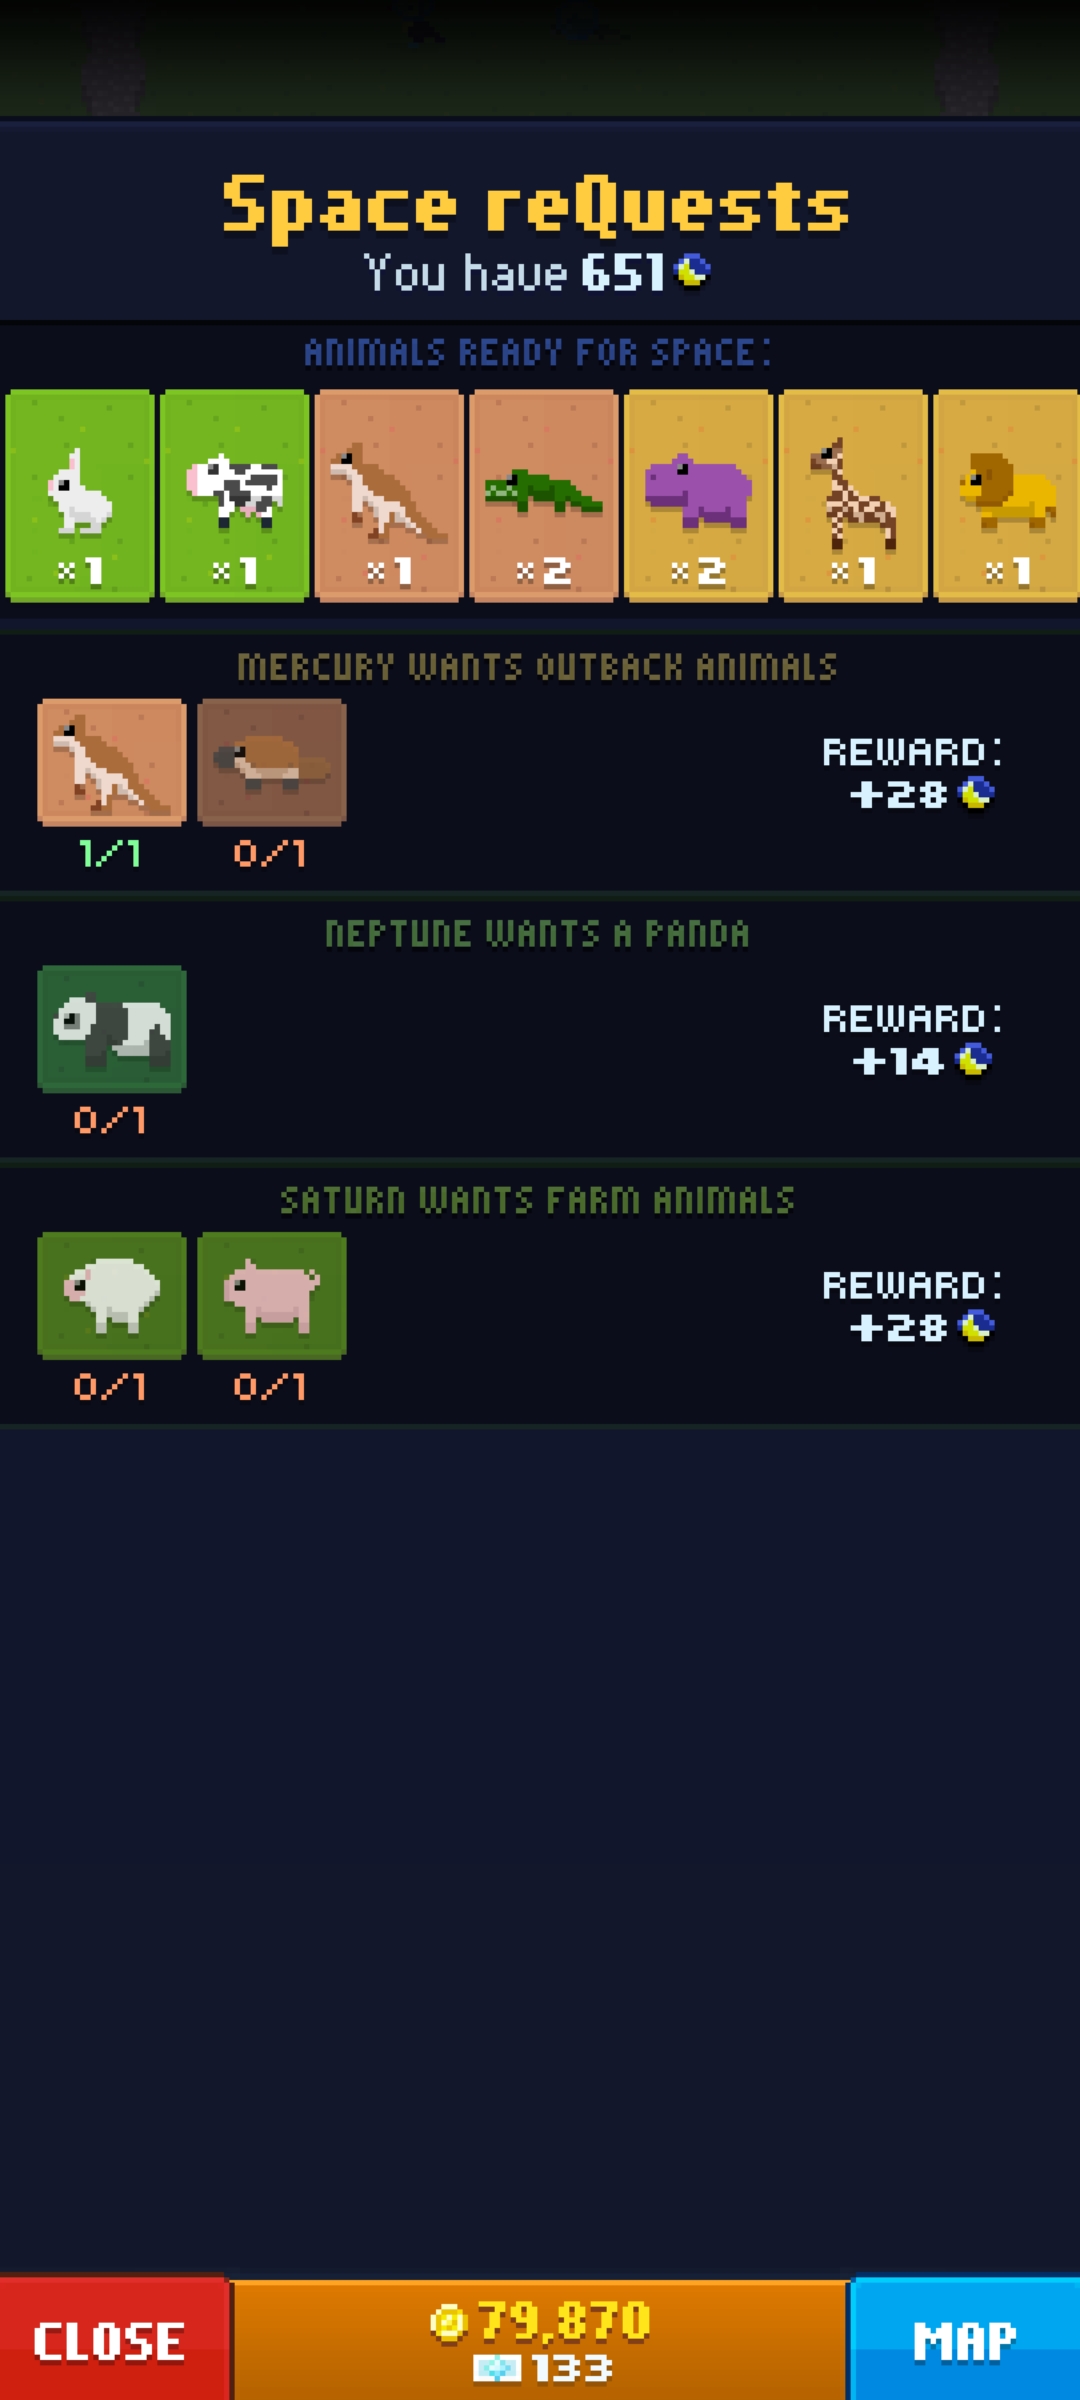 Space reQuests
You have 651
ANIMALS READY FOR SPACE:
×1 ×1 ×1 ×2 ×2 ×1 ×1
MERCURY WANTS OUTBACK ANIMALS
REWARD:
+28
1/1 0/1
NEPTUNE WANTS A PANDA
REWARD:
+14
0/1
SATURN WANTS FARM ANIMALS
REWARD:
+28
0/1 0/1
CLOSE
79,870
133
MAP